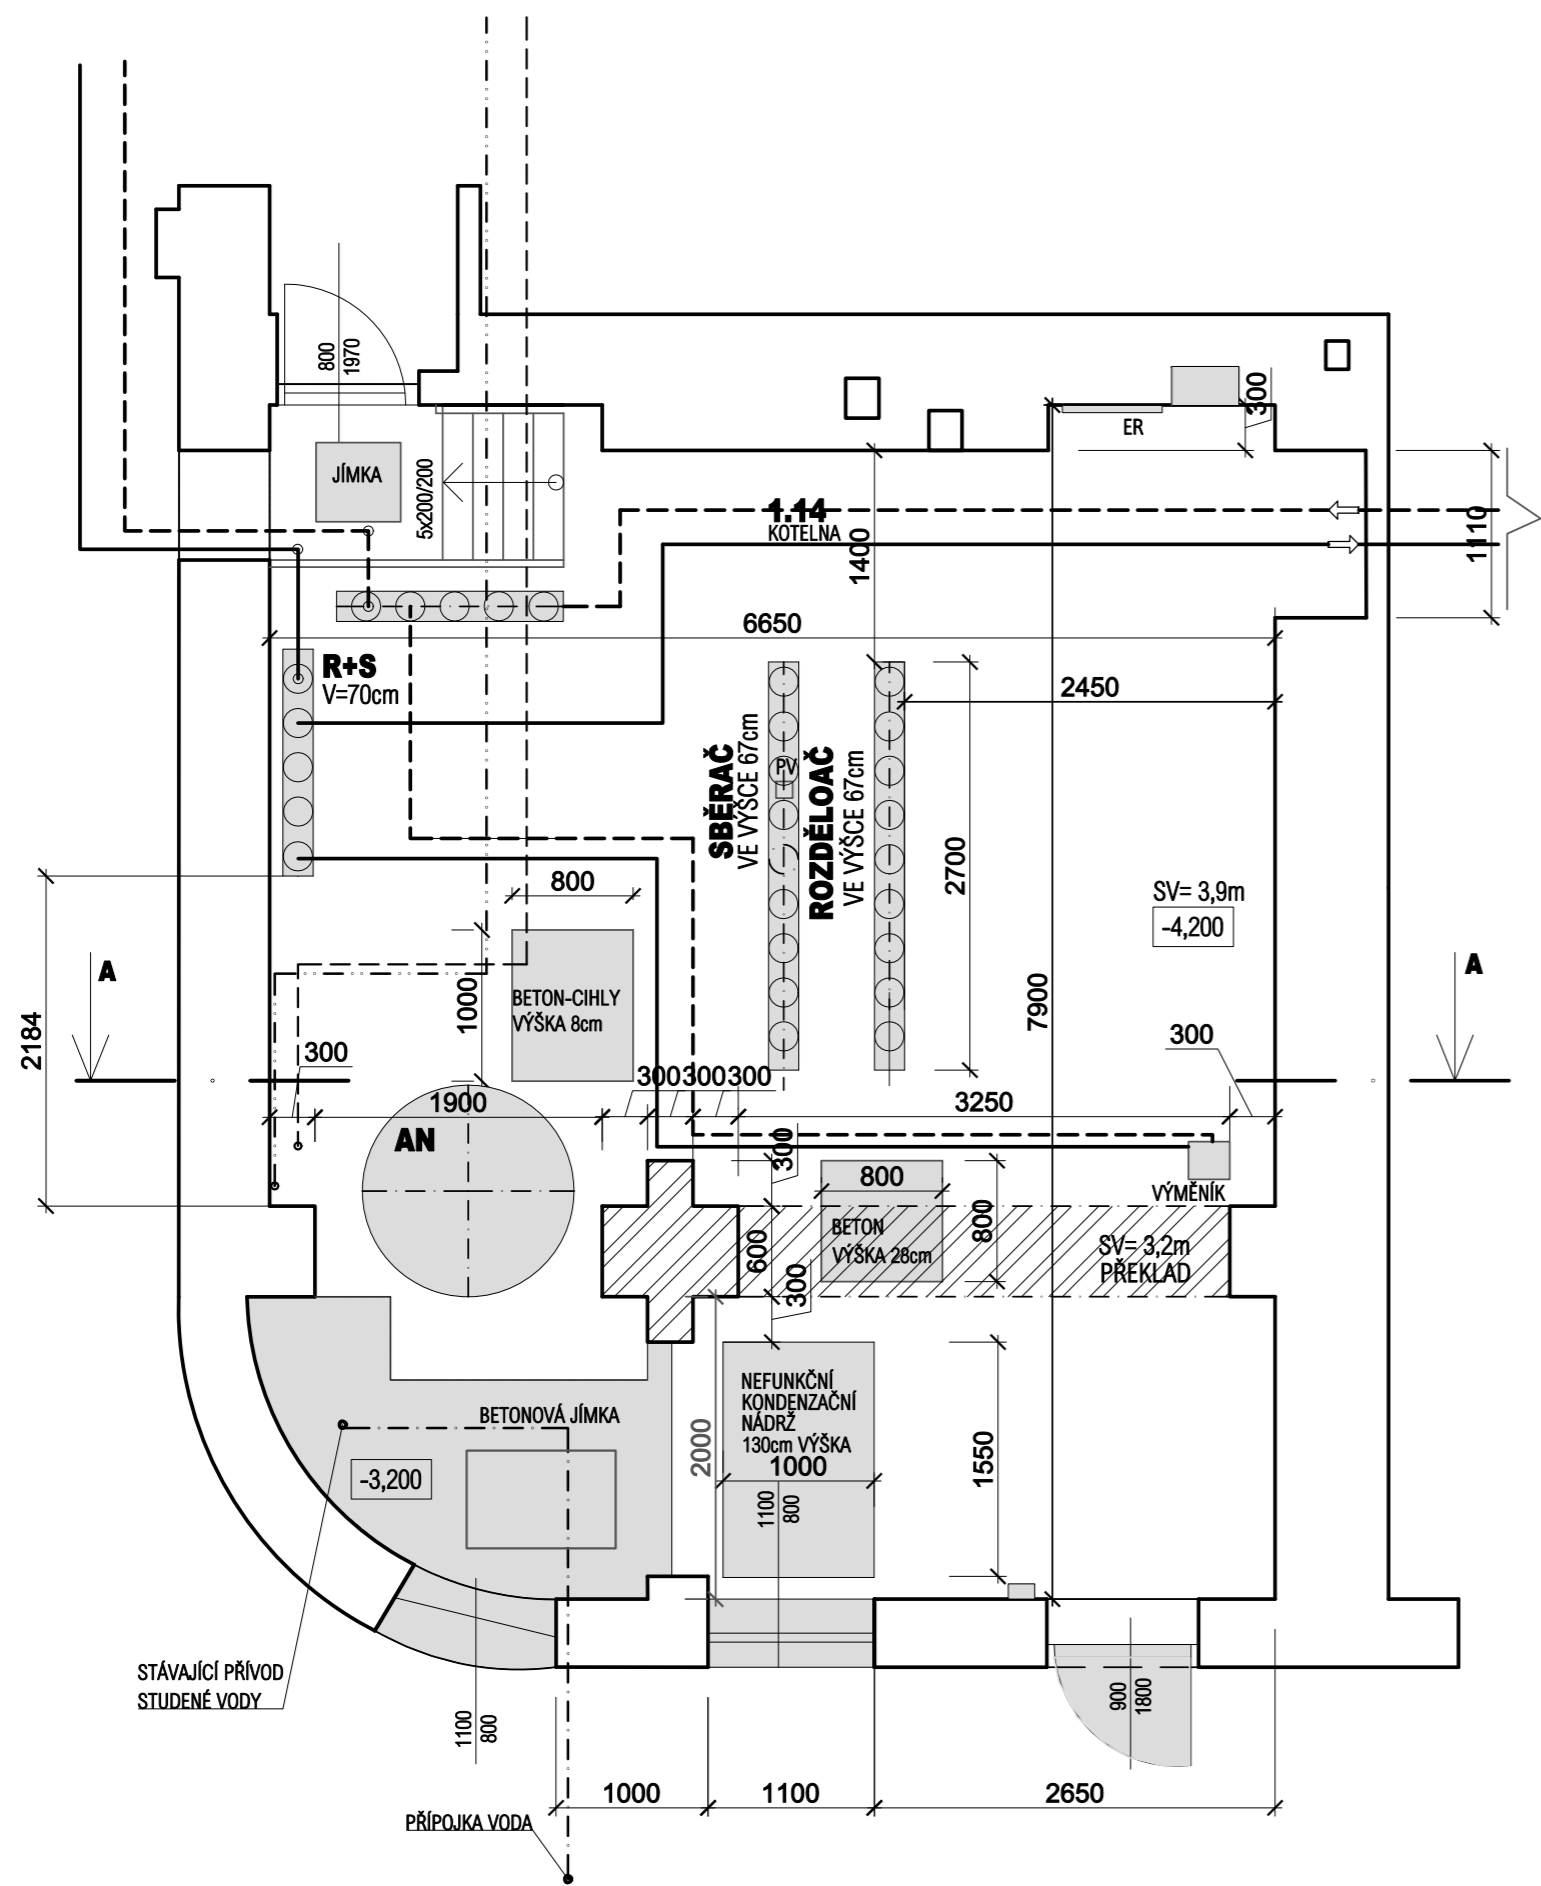 800
1970
300
ER
JÍMKA
5x200/200
1.14
KOTELNA
1400
1110
6650
R+S
V=70cm
2450
SBĚRAČ
VE VÝŠCE 67cm
PV
ROZDĚLOAČ
VE VÝŠCE 67cm
2700
800
SV= 3,9m
-4,200
A
A
1000
BETON-CIHLY
VÝŠKA 8cm
7900
2184
300
300
300
300
300
1900
3250
AN
300
800
VÝMĚNÍK
BETON
VÝŠKA 28cm
800
600
SV= 3,2m
PŘEKLAD
300
NEFUNKČNÍ
KONDENZAČNÍ
NÁDRŽ
130cm VÝŠKA
BETONOVÁ JÍMKA
2000
1550
1000
-3,200
1100
800
STÁVAJÍCÍ PŘÍVOD
STUDENÉ VODY
900
1800
1100
800
1000
1100
2650
PŘÍPOJKA VODA